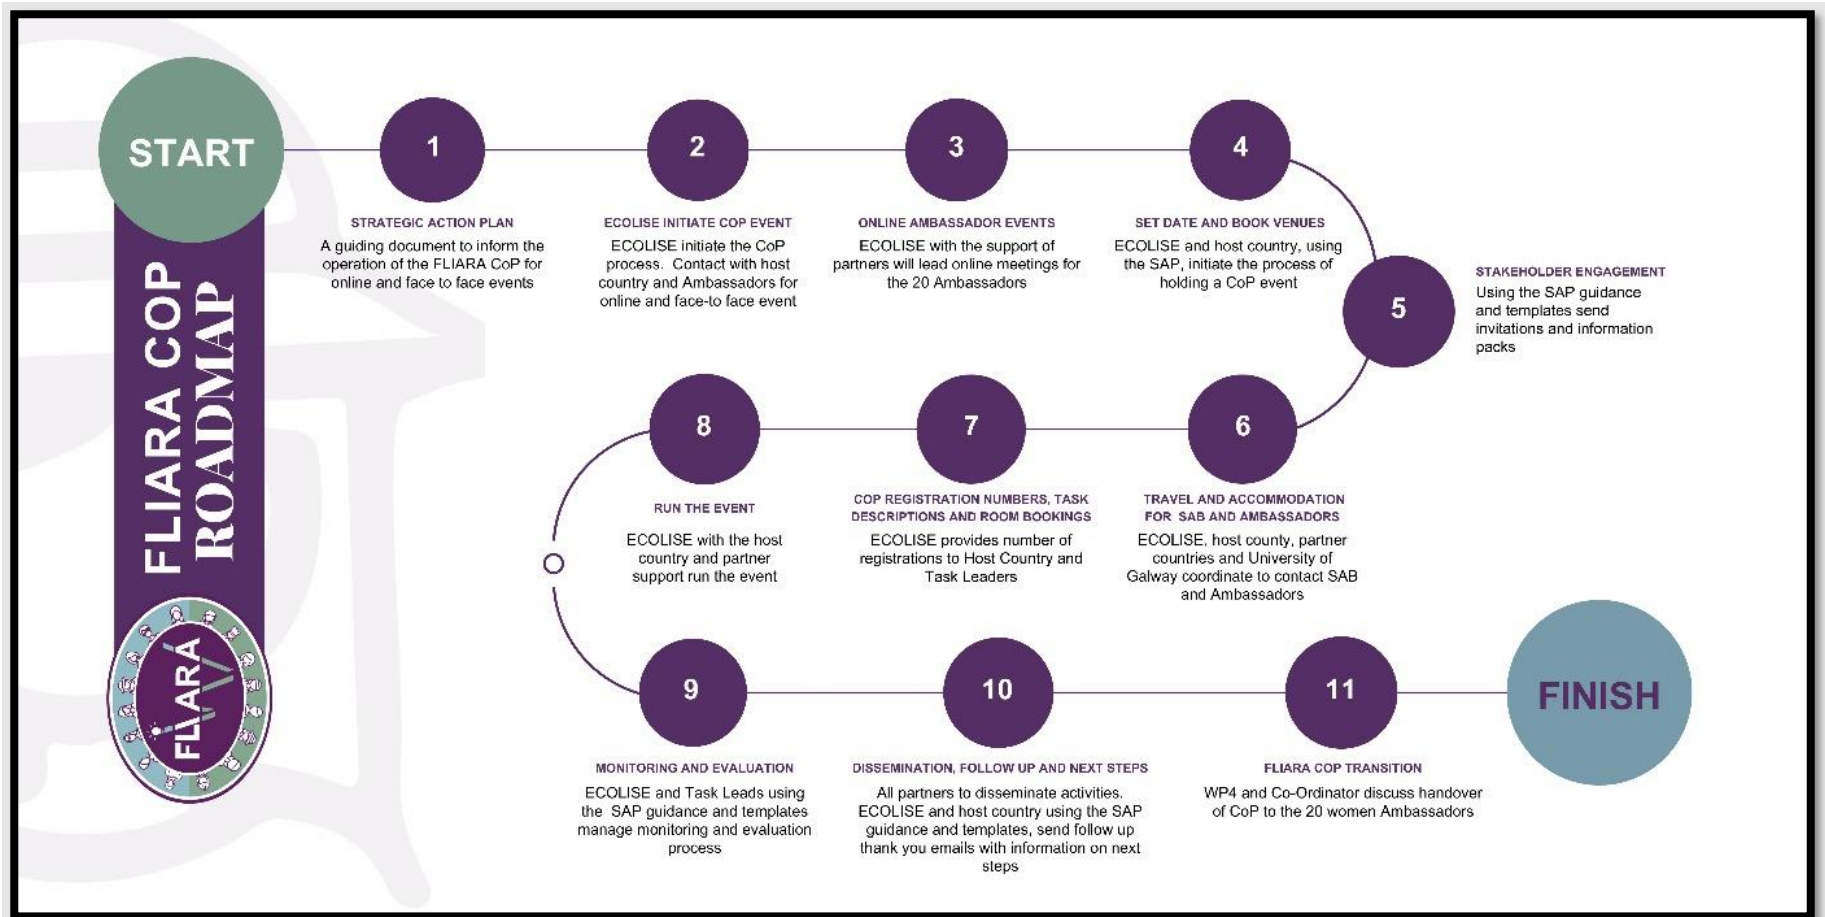 START
FLIARA COP
ROADMAP
FLIARA
1
STRATEGIC ACTION PLAN
A guiding document to inform the
operation of the FLIARA CoP for
online and face to face events
2
ECOLISE INITIATE COP EVENT
ECOLISE initiate the CoP
process.  Contact with host
country and Ambassadors for
online and face-to face event
3
ONLINE AMBASSADOR EVENTS
ECOLISE with the support of
partners will lead online meetings for
the 20 Ambassadors
4
SET DATE AND BOOK VENUES
ECOLISE and host country, using
the SAP, initiate the process of
holding a CoP event
5
STAKEHOLDER ENGAGEMENT
Using the SAP guidance
and templates send
invitations and information
packs
6
TRAVEL AND ACCOMMODATION
FOR  SAB AND AMBASSADORS
ECOLISE, host county, partner
countries and University of
Galway coordinate to contact SAB
and Ambassadors
7
COP REGISTRATION NUMBERS, TASK
DESCRIPTIONS AND ROOM BOOKINGS
ECOLISE provides number of
registrations to Host Country and
Task Leaders
8
RUN THE EVENT
ECOLISE with the host
country and partner
support run the event
9
MONITORING AND EVALUATION
ECOLISE and Task Leads using
the  SAP guidance and templates
manage monitoring and evaluation
process
10
DISSEMINATION, FOLLOW UP AND NEXT STEPS
All partners to disseminate activities.
ECOLISE and host country using the SAP
guidance and templates, send follow up
thank you emails with information on next
steps
11
FLIARA COP TRANSITION
WP4 and Co-Ordinator discuss handover
of CoP to the 20 women Ambassadors
FINISH